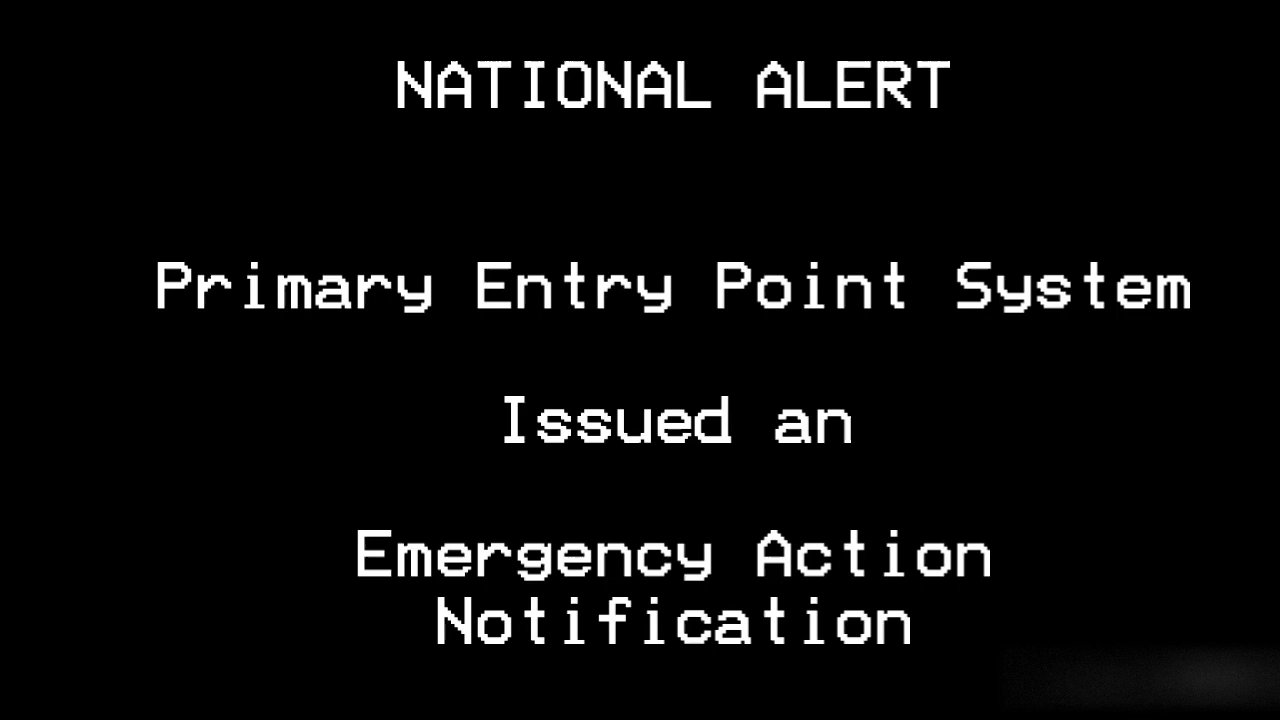 NATIONAL ALERT
Primary Entry Point System
Issued an
Emergency Action
Notification